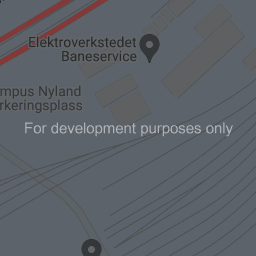 Elektroverkstedet
Baneservice
mpus Nyland
rkeringsplass
For development purposes only